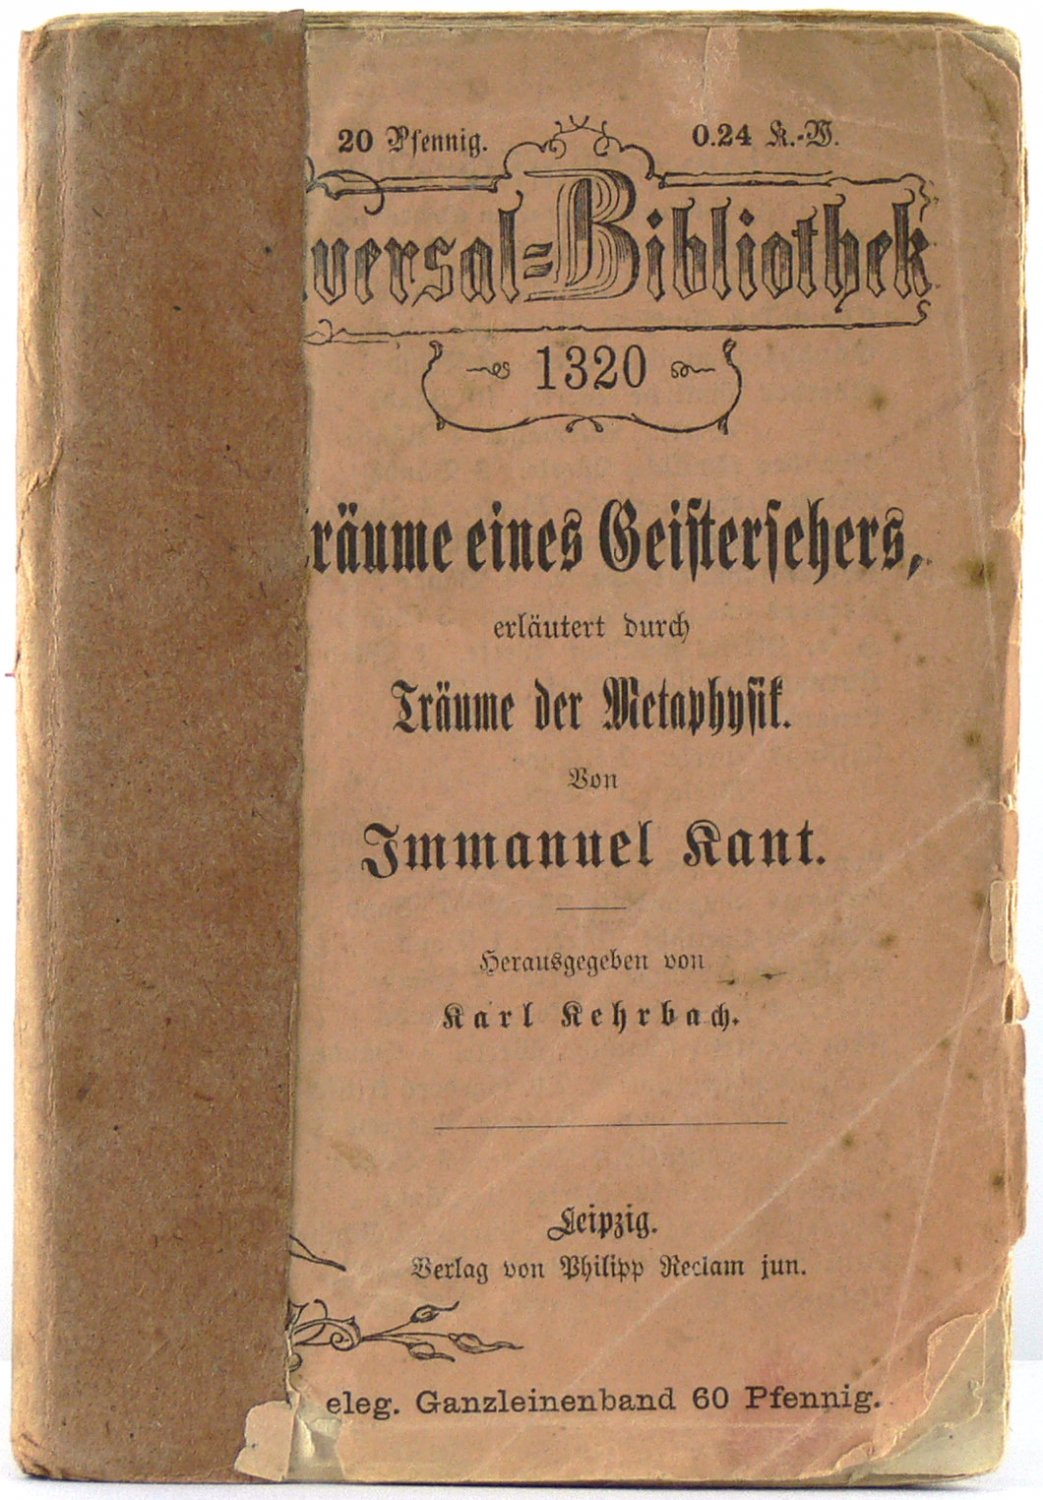 20 Pfennig. 0.24 K.-W.
versal=Bibliothek
1320
räume eines Geistersehers,
erläutert durch
Träume der Metaphysik.
Von
Immanuel Kant.
Herausgegeben von
Karl Kehrbach.
Leipzig.
Verlag von Philipp Reclam jun.
eleg. Ganzleinenband 60 Pfennig.